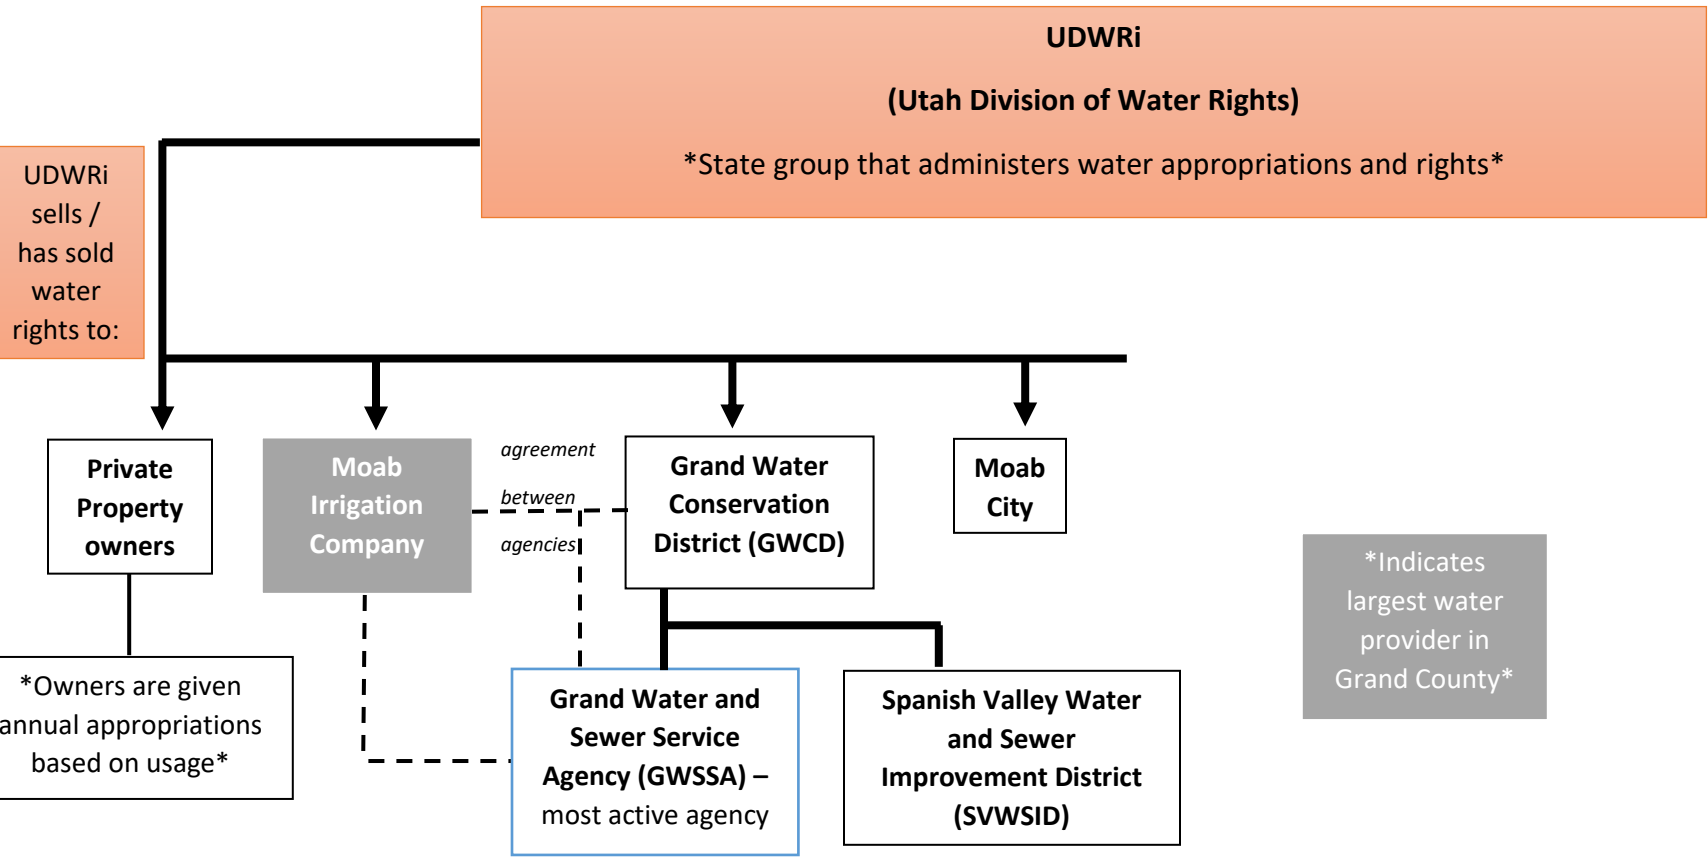 UDWRi
(Utah Division of Water Rights)
*State group that administers water appropriations and rights*
UDWRi
sells /
has sold
water
rights to:
Private
Property
owners
Moab
Irrigation
Company
agreement
between
agencies
Grand Water
Conservation
District (GWCD)
Moab
City
*Indicates
largest water
provider in
Grand County*
*Owners are given
annual appropriations
based on usage*
Grand Water and
Sewer Service
Agency (GWSSA) –
most active agency
Spanish Valley Water
and Sewer
Improvement District
(SVWSID)